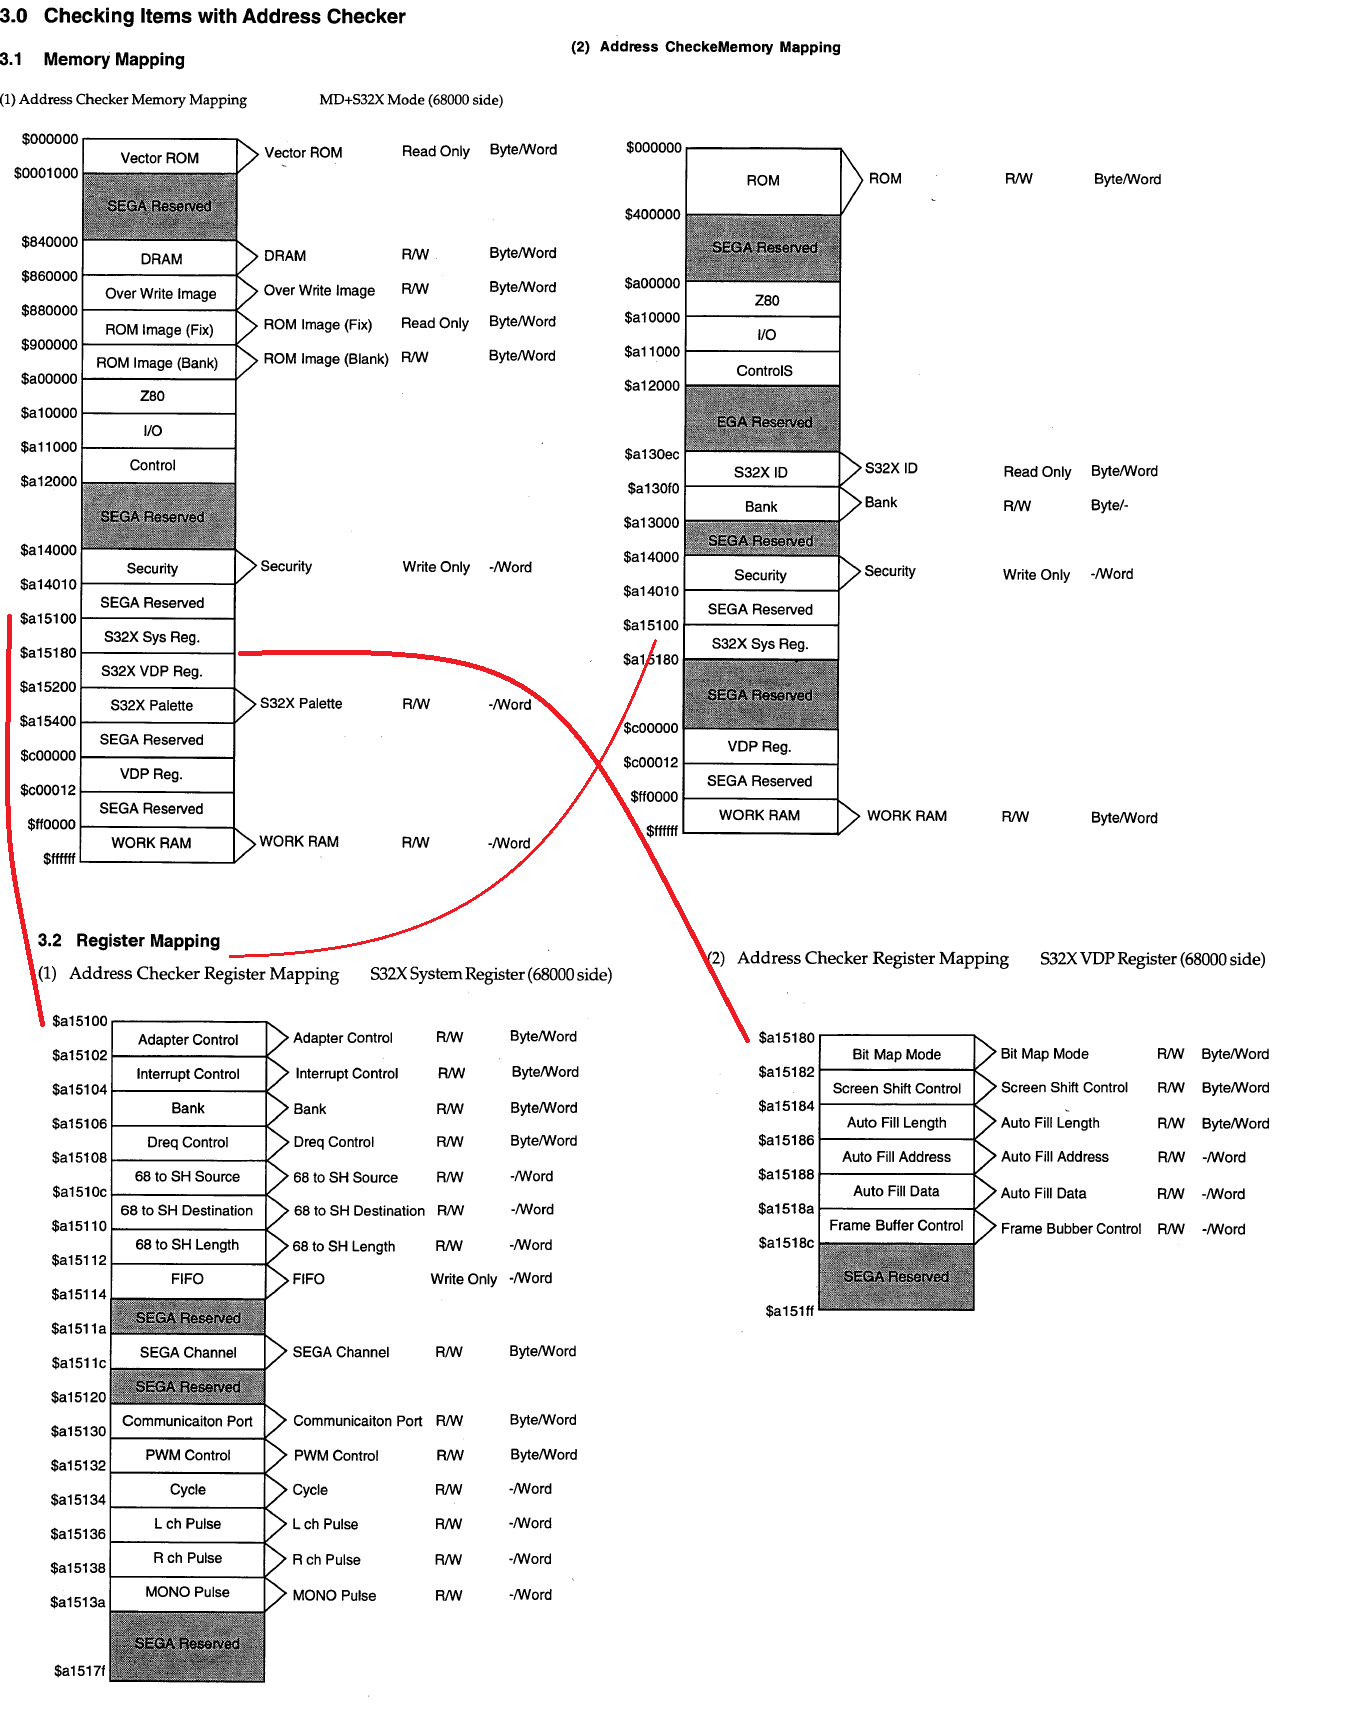 3.0 Checking Items with Address Checker
3.1 Memory Mapping
(1) Address Checker Memory Mapping MD+S32X Mode (68000 side)
$000000
Vector ROM Vector ROM Read Only Byte/Word
$0001000
SEGA Reserved
$840000
DRAM DRAM R/W Byte/Word
$860000
Over Write Image Over Write Image R/W Byte/Word
$880000
ROM Image (Fix) ROM Image (Fix) Read Only Byte/Word
$900000
ROM Image (Bank) ROM Image (Blank) R/W Byte/Word
$a00000
Z80
$a10000
I/O
$a11000
Control
$a12000
SEGA Reserved
$a14000
Security Security Write Only -/Word
$a14010
SEGA Reserved
$a15100
S32X Sys Reg.
$a15180
S32X VDP Reg.
$a15200
S32X Palette S32X Palette R/W -/Word
$a15400
SEGA Reserved
$c00000
VDP Reg.
$c00012
SEGA Reserved
$ff0000
WORK RAM WORK RAM R/W -/Word
$ffffff
(2) Address CheckeMemory Mapping
$000000
ROM ROM R/W Byte/Word
$400000
SEGA Reserved
$a00000
Z80
$a10000
I/O
$a11000
ControlS
$a12000
EGA Reserved
$a130ec
S32X ID S32X ID Read Only Byte/Word
$a130f0
Bank Bank R/W Byte/-
$a13000
SEGA Reserved
$a14000
Security Security Write Only -/Word
$a14010
SEGA Reserved
$a15100
S32X Sys Reg.
$a15180
SEGA Reserved
$c00000
VDP Reg.
$c00012
SEGA Reserved
$ff0000
WORK RAM WORK RAM R/W Byte/Word
$ffffff
3.2 Register Mapping
(1) Address Checker Register Mapping S32X System Register (68000 side)
$a15100
Adapter Control Adapter Control R/W Byte/Word
$a15102
Interrupt Control Interrupt Control R/W Byte/Word
$a15104
Bank Bank R/W Byte/Word
$a15106
Dreq Control Dreq Control R/W Byte/Word
$a15108
68 to SH Source 68 to SH Source R/W -/Word
$a1510c
68 to SH Destination 68 to SH Destination R/W -/Word
$a15110
68 to SH Length 68 to SH Length R/W -/Word
$a15112
FIFO FIFO Write Only -/Word
$a15114
SEGA Reserved
$a1511a
SEGA Channel SEGA Channel R/W Byte/Word
$a1511c
SEGA Reserved
$a15120
Communicaiton Port Communicaiton Port R/W Byte/Word
$a15130
PWM Control PWM Control R/W Byte/Word
$a15132
Cycle Cycle R/W -/Word
$a15134
L ch Pulse L ch Pulse R/W -/Word
$a15136
R ch Pulse R ch Pulse R/W -/Word
$a15138
MONO Pulse MONO Pulse R/W -/Word
$a1513a
SEGA Reserved
$a1517f
(2) Address Checker Register Mapping S32X VDP Register (68000 side)
$a15180
Bit Map Mode Bit Map Mode R/W Byte/Word
$a15182
Screen Shift Control Screen Shift Control R/W Byte/Word
$a15184
Auto Fill Length Auto Fill Length R/W Byte/Word
$a15186
Auto Fill Address Auto Fill Address R/W -/Word
$a15188
Auto Fill Data Auto Fill Data R/W -/Word
$a1518a
Frame Buffer Control Frame Bubber Control R/W -/Word
$a1518c
SEGA Reserved
$a151ff